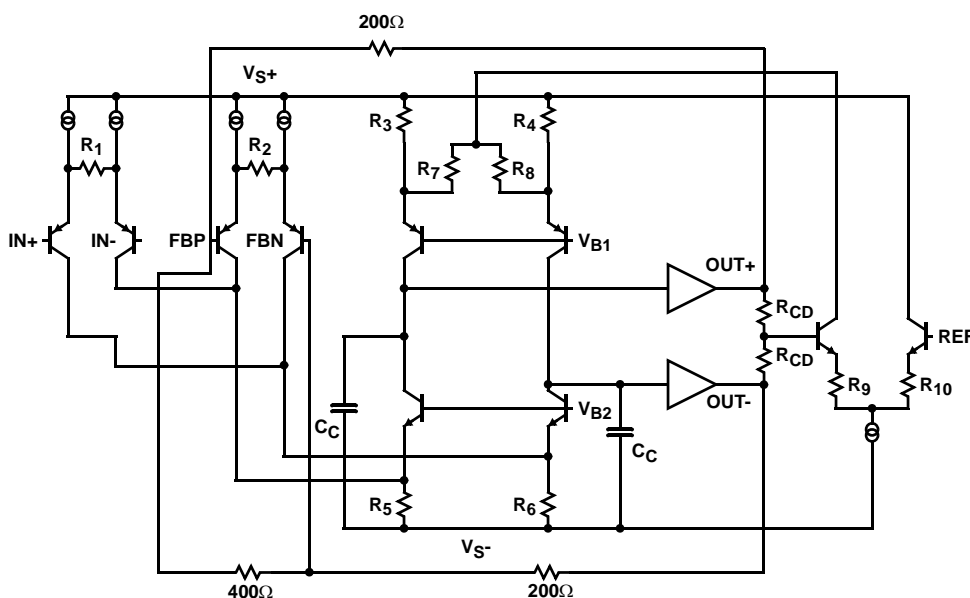 200Ω
VS+
R3
R4
R1
R2
R7
R8
IN+
IN-
FBP
FBN
VB1
OUT+
RCD
REF
RCD
R9
R10
OUT-
VB2
CC
CC
R5
R6
VS-
400Ω
200Ω